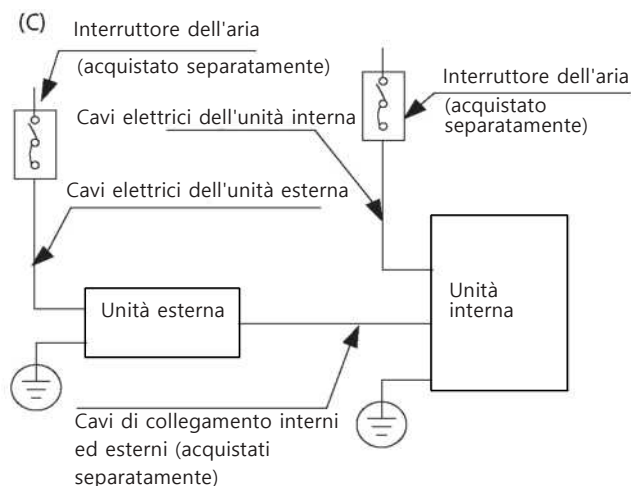 (C)
Interruttore dell'aria
(acquistato separatamente)
Interruttore dell'aria
(acquistato
separatamente)
Cavi elettrici dell'unità interna
Cavi elettrici dell'unità esterna
Unità esterna
Unità
interna
Cavi di collegamento interni
ed esterni (acquistati
separatamente)